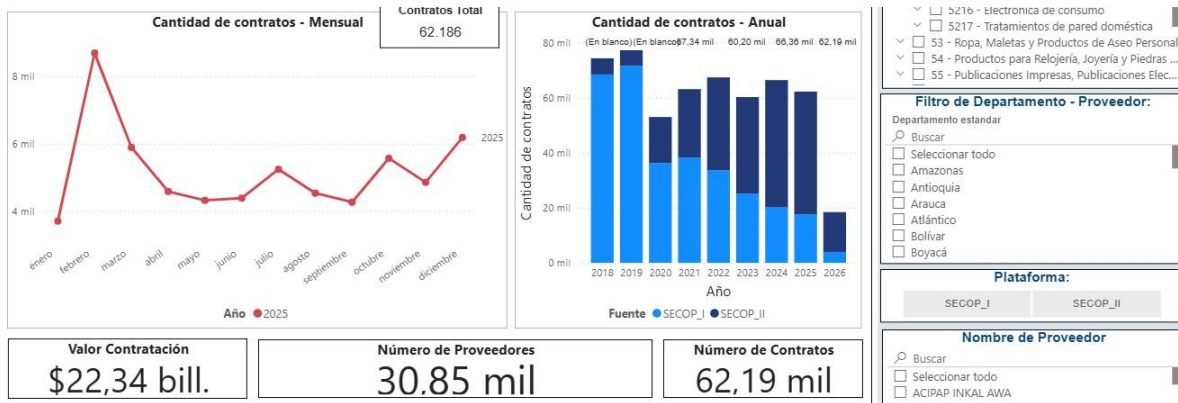 Cantidad de contratos - Mensual
Contratos Total
62.186
8 mil
6 mil
4 mil
2025
enero
febrero
marzo
abril
mayo
junio
julio
agosto
septiembre
octubre
noviembre
diciembre
Año 2025
Cantidad de contratos - Anual
80 mil
(En blanco) (En blanco) 67,34 mil 60,20 mil 66,36 mil 62,19 mil
60 mil
40 mil
20 mil
0 mil
Cantidad de contratos
2018 2019 2020 2021 2022 2023 2024 2025 2026
Año
Fuente SECOP_I SECOP_II
Valor Contratación
$22,34 bill.
Número de Proveedores
30,85 mil
Número de Contratos
62,19 mil
5216 - Electrónica de consumo
5217 - Tratamientos de pared doméstica
53 - Ropa, Maletas y Productos de Aseo Personal
54 - Productos para Relojería, Joyería y Piedras ...
55 - Publicaciones Impresas, Publicaciones Elec...
Filtro de Departamento - Proveedor:
Departamento estandar
Buscar
Seleccionar todo
Amazonas
Antioquia
Arauca
Atlántico
Bolívar
Boyacá
Plataforma:
SECOP_I SECOP_II
Nombre de Proveedor
Buscar
Seleccionar todo
ACIPAP INKAL AWA